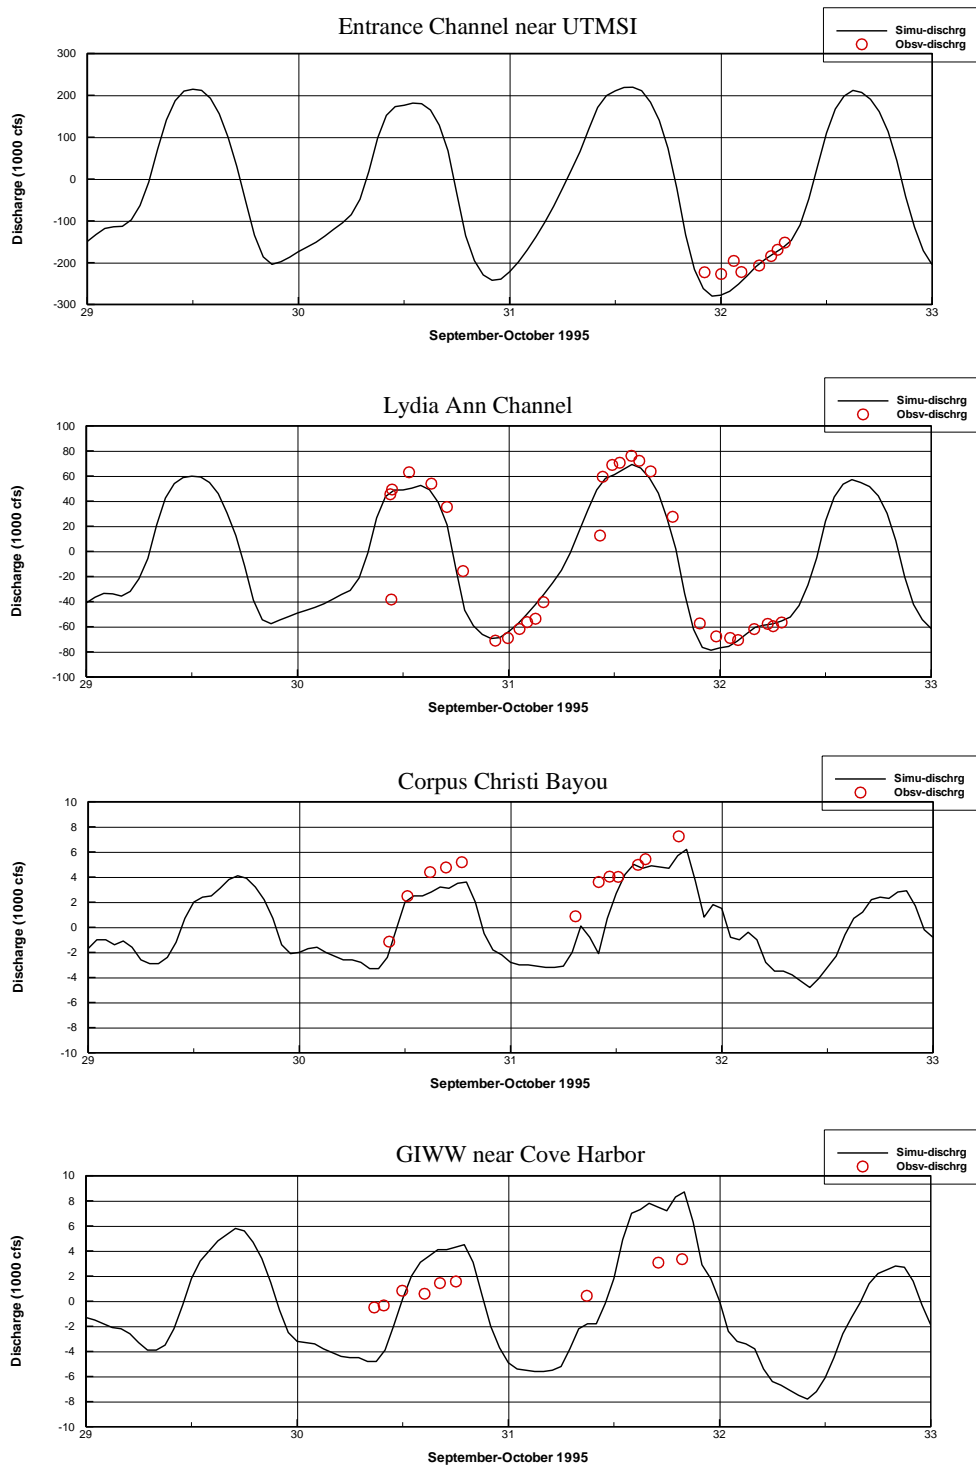 Entrance Channel near UTMSI
Simu-dischrg
Obsv-dischrg
300
200
100
0
-100
-200
-300
Discharge (1000 cfs)
29 30 31 32 33
September-October 1995
Lydia Ann Channel
Simu-dischrg
Obsv-dischrg
100
80
60
40
20
0
-20
-40
-60
-80
-100
Discharge (1000 cfs)
29 30 31 32 33
September-October 1995
Corpus Christi Bayou
Simu-dischrg
Obsv-dischrg
10
8
6
4
2
0
-2
-4
-6
-8
-10
Discharge (1000 cfs)
29 30 31 32 33
September-October 1995
GIWW near Cove Harbor
Simu-dischrg
Obsv-dischrg
10
8
6
4
2
0
-2
-4
-6
-8
-10
Discharge (1000 cfs)
29 30 31 32 33
September-October 1995